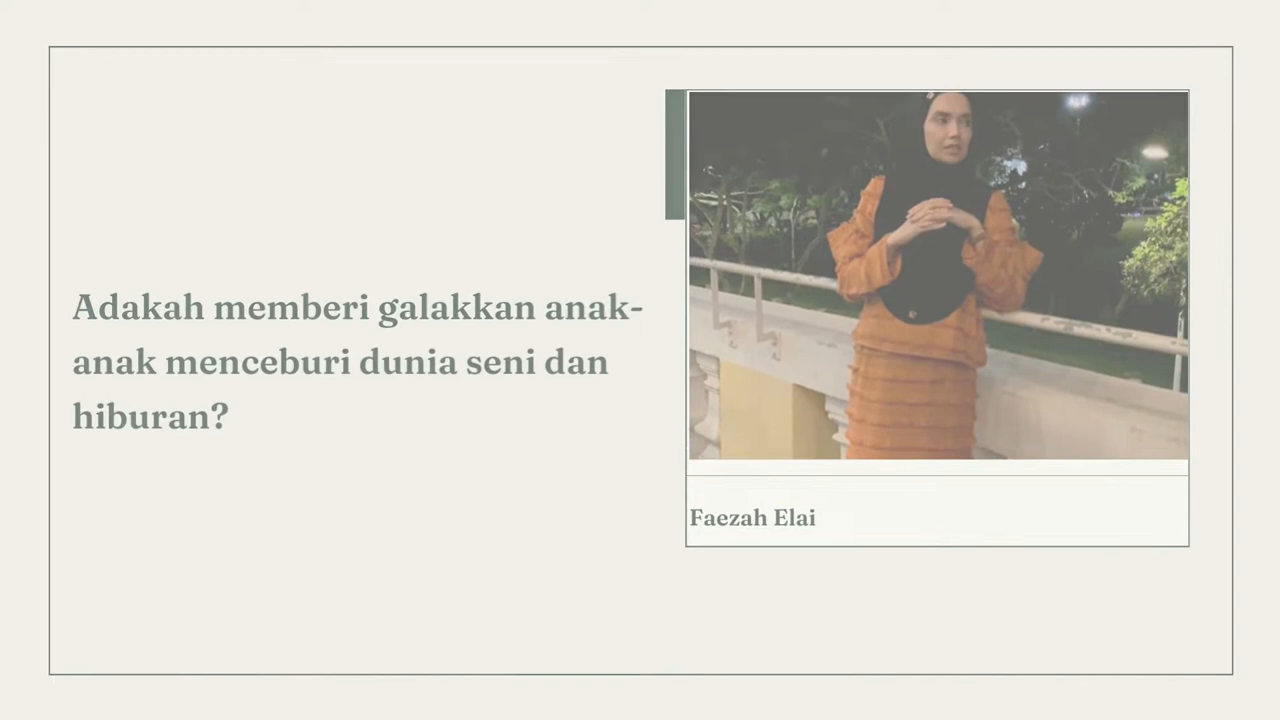 Adakah memberi galakkan anak-
anak menceburi dunia seni dan
hiburan?
Faezah Elai